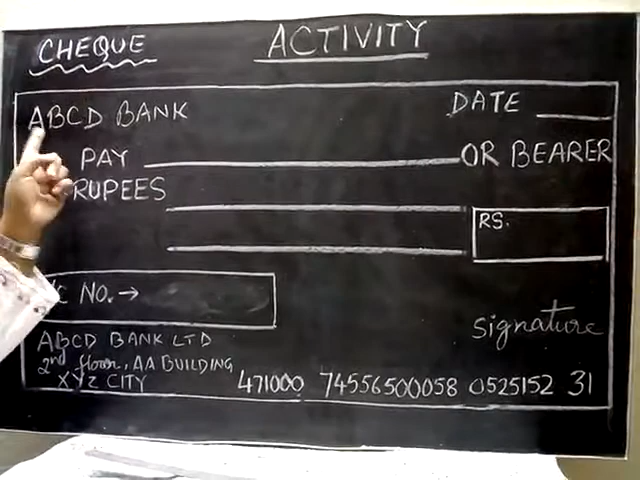 CHEQUE ACTIVITY
ABCD BANK DATE
PAY OR BEARER
RUPEES
RS.
C NO. →
Signature
ABCD BANK LTD
2nd floor, AA BUILDING
XYZ CITY
471000 74556500058 0525152 31